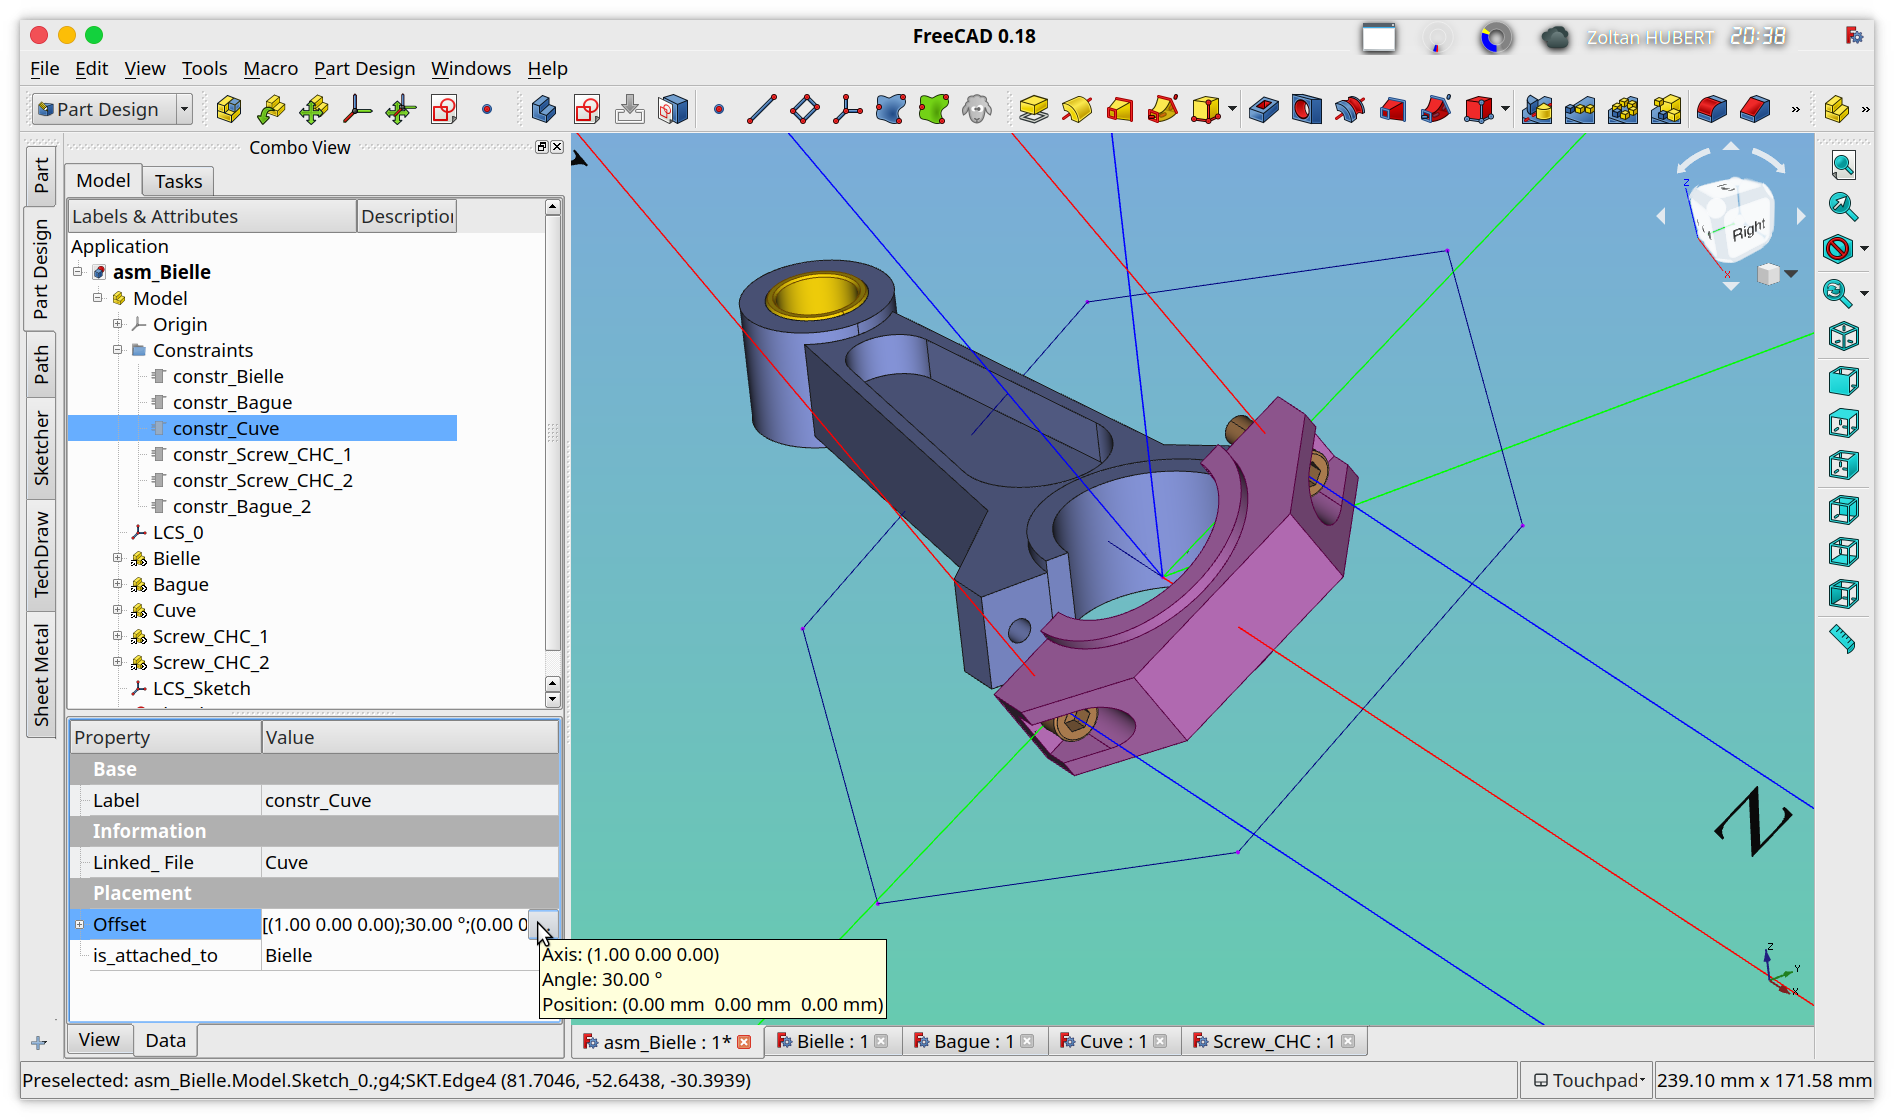 FreeCAD 0.18
Zoltan HUBERT 20:38
File Edit View Tools Macro Part Design Windows Help
Part Design
»
»
Combo View
Part
Part Design
Path
Sketcher
TechDraw
Sheet Metal
Model Tasks
Labels & Attributes Description
Application
asm_Bielle
Model
Origin
Constraints
constr_Bielle
constr_Bague
constr_Cuve
constr_Screw_CHC_1
constr_Screw_CHC_2
constr_Bague_2
LCS_0
Bielle
Bague
Cuve
Screw_CHC_1
Screw_CHC_2
LCS_Sketch
Property Value
Base
Label constr_Cuve
Information
Linked_ File Cuve
Placement
Offset [(1.00 0.00 0.00);30.00 °;(0.00 0
is_attached_to Bielle
Axis: (1.00 0.00 0.00)
Angle: 30.00 °
Position: (0.00 mm 0.00 mm 0.00 mm)
View Data
Z
Right
X
N
Z
Y
X
asm_Bielle : 1*
Bielle : 1
Bague : 1
Cuve : 1
Screw_CHC : 1
Preselected: asm_Bielle.Model.Sketch_0.;g4;SKT.Edge4 (81.7046, -52.6438, -30.3939)
Touchpad
239.10 mm x 171.58 mm